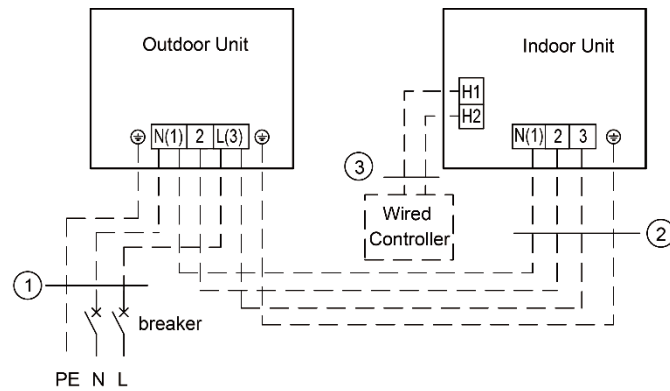 Outdoor Unit
Indoor Unit
H1
H2
N(1) 2 L(3)
N(1) 2 3
3
Wired
Controller
2
1
breaker
PE N L